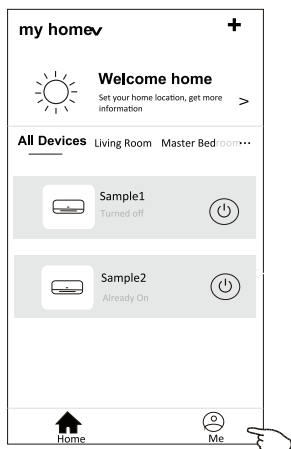 my home
+
Welcome home
Set your home location, get more
information
>
All Devices Living Room Master Bedroom ...
Sample1
Turned off
Sample2
Already On
Home
Me